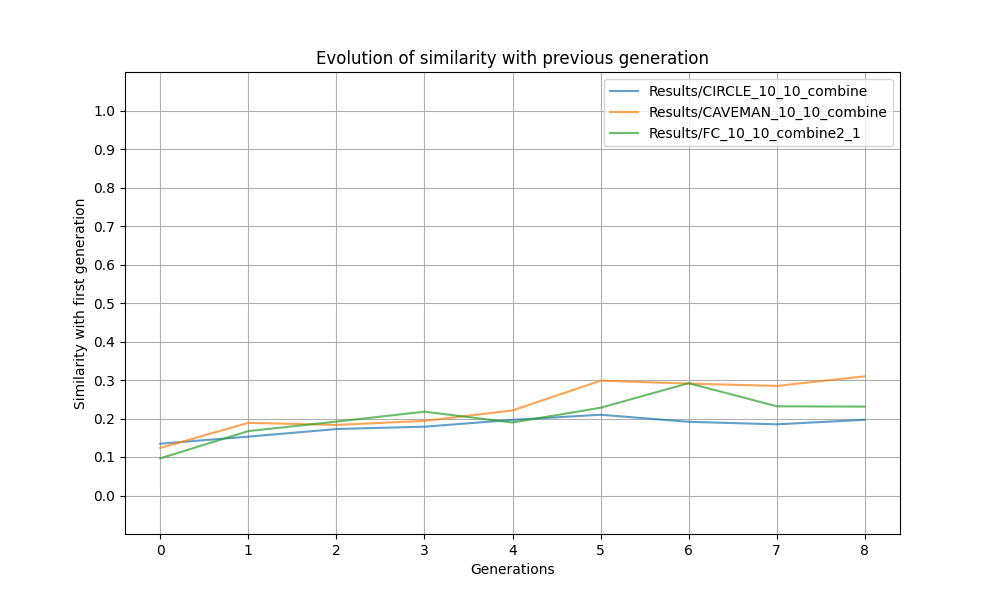 Evolution of similarity with previous generation
Results/CIRCLE_10_10_combine
Results/CAVEMAN_10_10_combine
Results/FC_10_10_combine2_1
Similarity with first generation
1.0
0.9
0.8
0.7
0.6
0.5
0.4
0.3
0.2
0.1
0.0
0 1 2 3 4 5 6 7 8
Generations